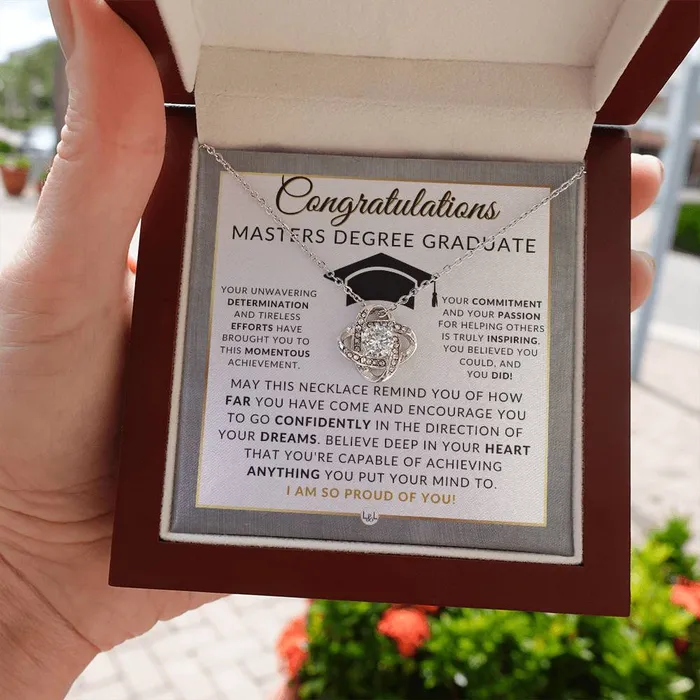 Congratulations
MASTERS DEGREE GRADUATE
YOUR UNWAVERING
DETERMINATION
AND TIRELESS
EFFORTS HAVE
BROUGHT YOU TO
THIS MOMENTOUS
ACHIEVEMENT.
YOUR COMMITMENT
AND YOUR PASSION
FOR HELPING OTHERS
IS TRULY INSPIRING.
YOU BELIEVED YOU
COULD, AND
YOU DID!
MAY THIS NECKLACE REMIND YOU OF HOW
FAR YOU HAVE COME AND ENCOURAGE YOU
TO GO CONFIDENTLY IN THE DIRECTION OF
YOUR DREAMS. BELIEVE DEEP IN YOUR HEART
THAT YOU'RE CAPABLE OF ACHIEVING
ANYTHING YOU PUT YOUR MIND TO.
I AM SO PROUD OF YOU!
L&L